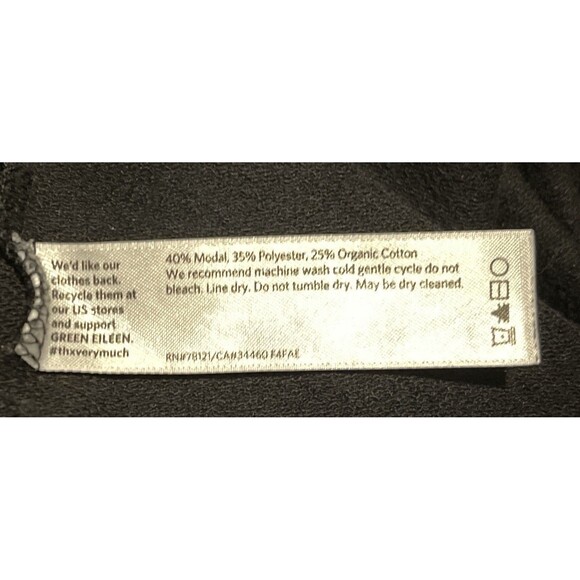 We'd like our
clothes back.
Recycle them at
our US stores
and support
GREEN EILEEN.
#thxverymuch
40% Modal, 35% Polyester, 25% Organic Cotton
We recommend machine wash cold gentle cycle do not
bleach. Line dry. Do not tumble dry. May be dry cleaned.
RN#78121/CA#34460 F4FAE